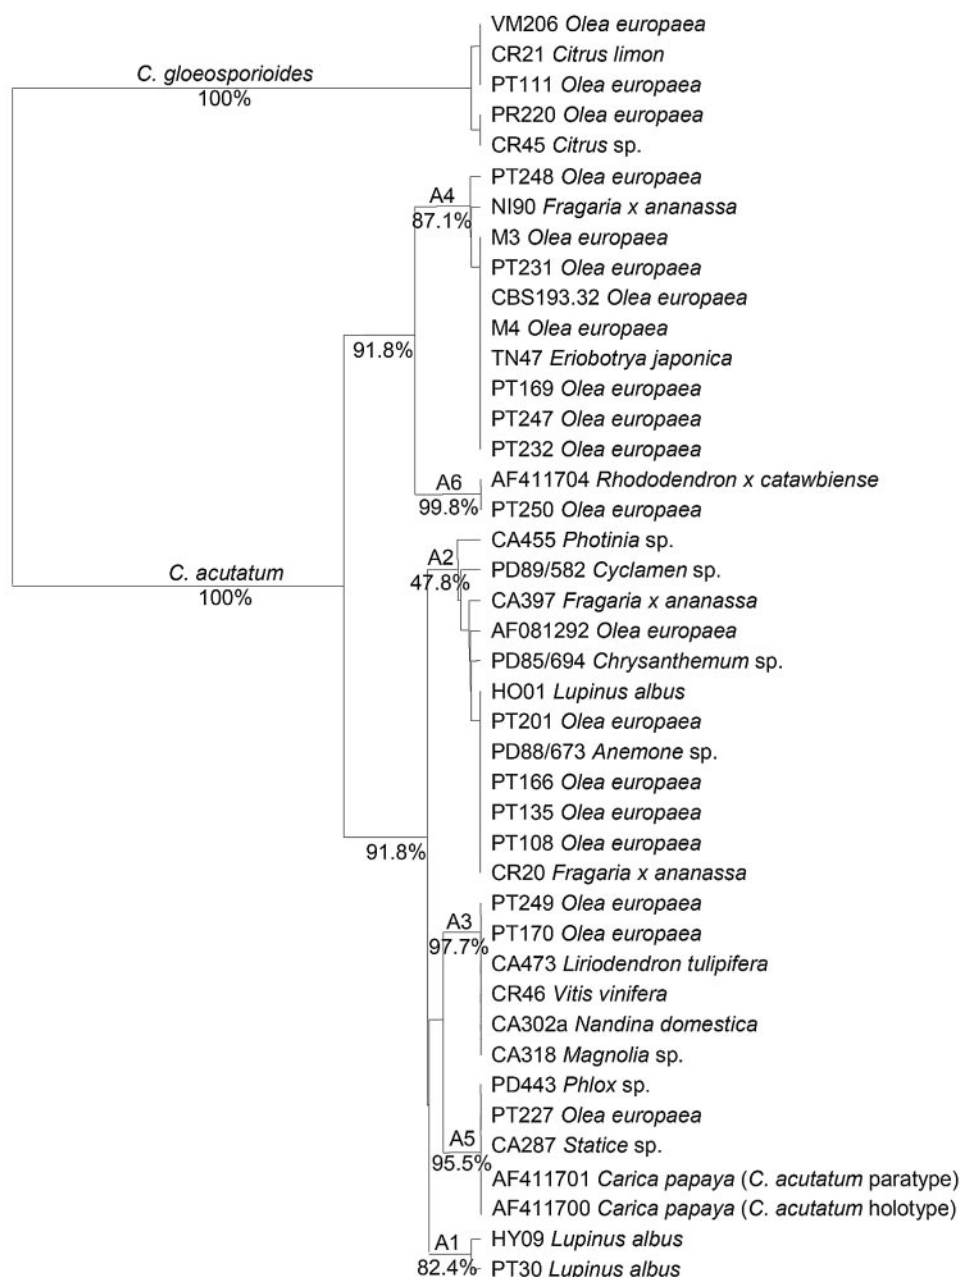 VM206 Olea europaea
CR21 Citrus limon
C. gloeosporioides
100%
PT111 Olea europaea
PR220 Olea europaea
CR45 Citrus sp.
PT248 Olea europaea
A4
87.1%
NI90 Fragaria x ananassa
M3 Olea europaea
PT231 Olea europaea
CBS193.32 Olea europaea
M4 Olea europaea
91.8%
TN47 Eriobotrya japonica
PT169 Olea europaea
PT247 Olea europaea
PT232 Olea europaea
A6
99.8%
AF411704 Rhododendron x catawbiense
PT250 Olea europaea
CA455 Photinia sp.
A2
47.8%
C. acutatum
100%
PD89/582 Cyclamen sp.
CA397 Fragaria x ananassa
AF081292 Olea europaea
PD85/694 Chrysanthemum sp.
HO01 Lupinus albus
PT201 Olea europaea
PD88/673 Anemone sp.
PT166 Olea europaea
PT135 Olea europaea
PT108 Olea europaea
91.8%
CR20 Fragaria x ananassa
PT249 Olea europaea
A3
97.7%
PT170 Olea europaea
CA473 Liriodendron tulipifera
CR46 Vitis vinifera
CA302a Nandina domestica
CA318 Magnolia sp.
PD443 Phlox sp.
PT227 Olea europaea
A5
95.5%
CA287 Statice sp.
AF411701 Carica papaya (C. acutatum paratype)
AF411700 Carica papaya (C. acutatum holotype)
A1
82.4%
HY09 Lupinus albus
PT30 Lupinus albus